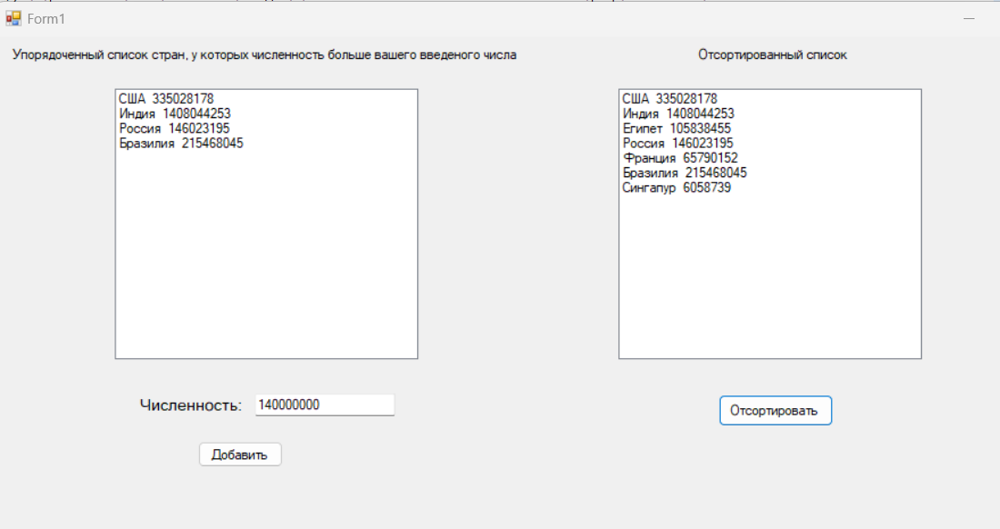 Form1
Упорядоченный список стран, у которых численность больше вашего введеного числа
США 335028178
Индия 1408044253
Россия 146023195
Бразилия 215468045
Численность: 140000000
Добавить
Отсортированный список
США 335028178
Индия 1408044253
Египет 105838455
Россия 146023195
Франция 65790152
Бразилия 215468045
Сингапур 6058739
Отсортировать